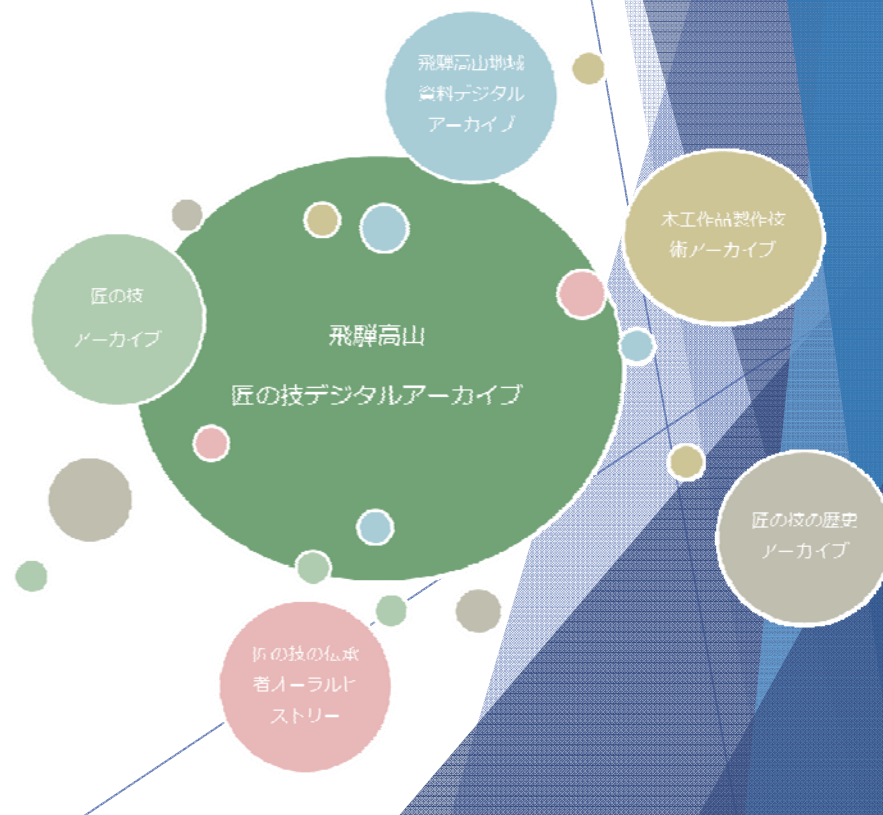 飛騨高山地域
資料デジタル
アーカイブ
木工作品製作技
術アーカイブ
匠の技
アーカイブ
飛騨高山
匠の技デジタルアーカイブ
匠の技の歴史
アーカイブ
匠の技の伝承
者オーラルヒ
ストリー